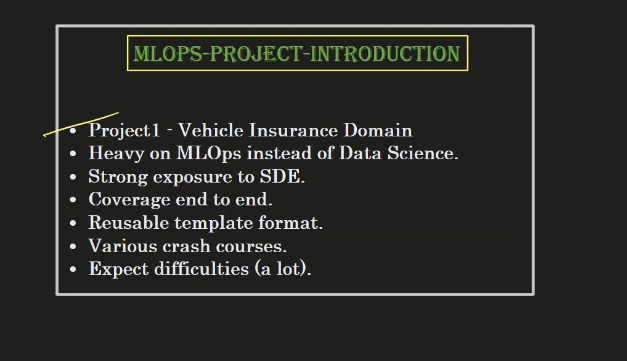 MLOPS-PROJECT-INTRODUCTION
• Project1 - Vehicle Insurance Domain
• Heavy on MLOps instead of Data Science.
• Strong exposure to SDE.
• Coverage end to end.
• Reusable template format.
• Various crash courses.
• Expect difficulties (a lot).